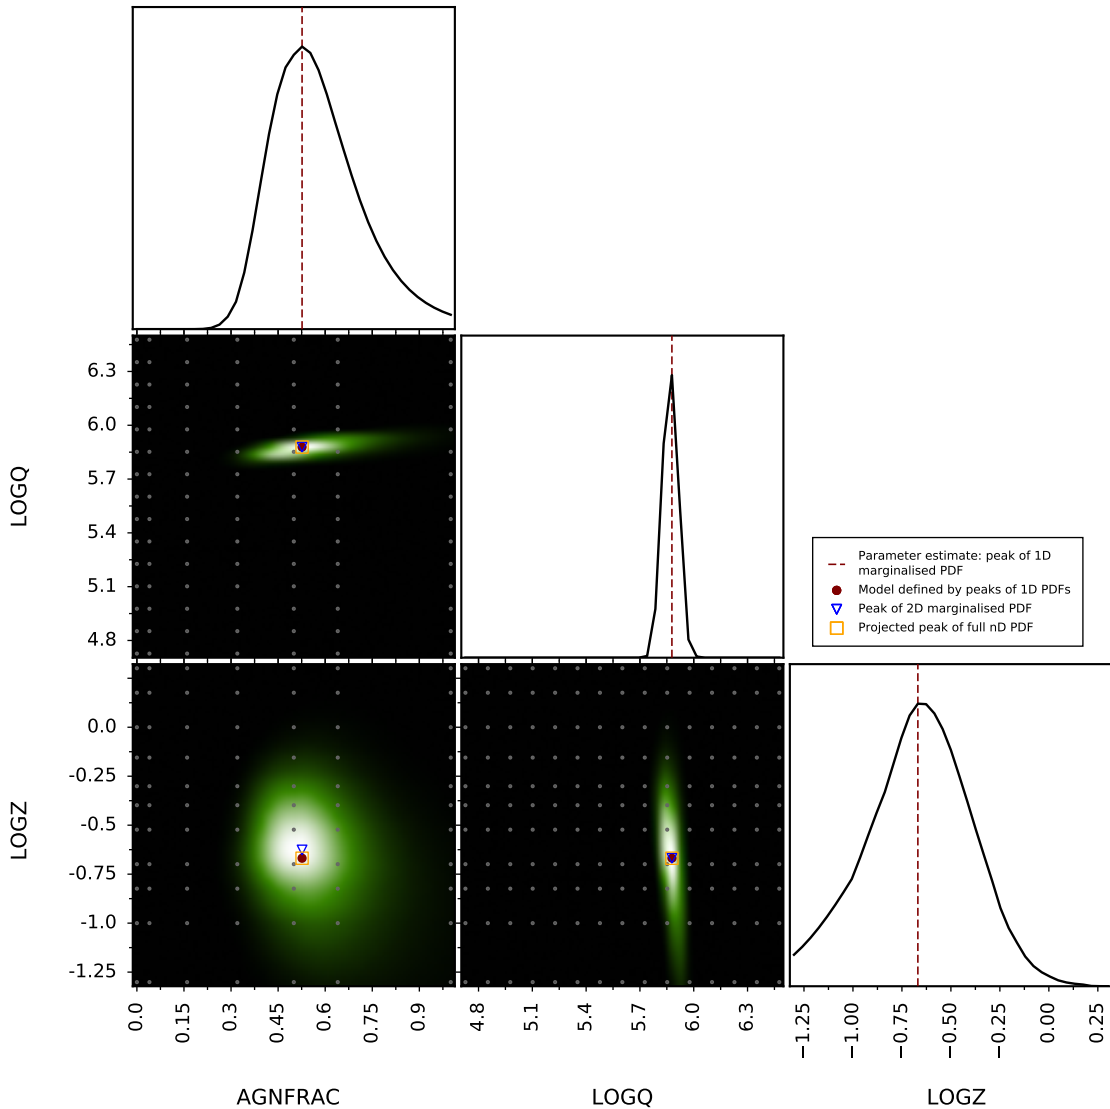 6.3
6.0
5.7
5.4
5.1
4.8
LOGQ
Parameter estimate: peak of 1D
marginalised PDF
Model defined by peaks of 1D PDFs
Peak of 2D marginalised PDF
Projected peak of full nD PDF
0.0
-0.25
-0.5
-0.75
-1.0
-1.25
LOGZ
0.0 0.15 0.3 0.45 0.6 0.75 0.9
4.8 5.1 5.4 5.7 6.0 6.3
−1.25 −1.00 −0.75 −0.50 −0.25 0.00 0.25
AGNFRAC LOGQ LOGZ